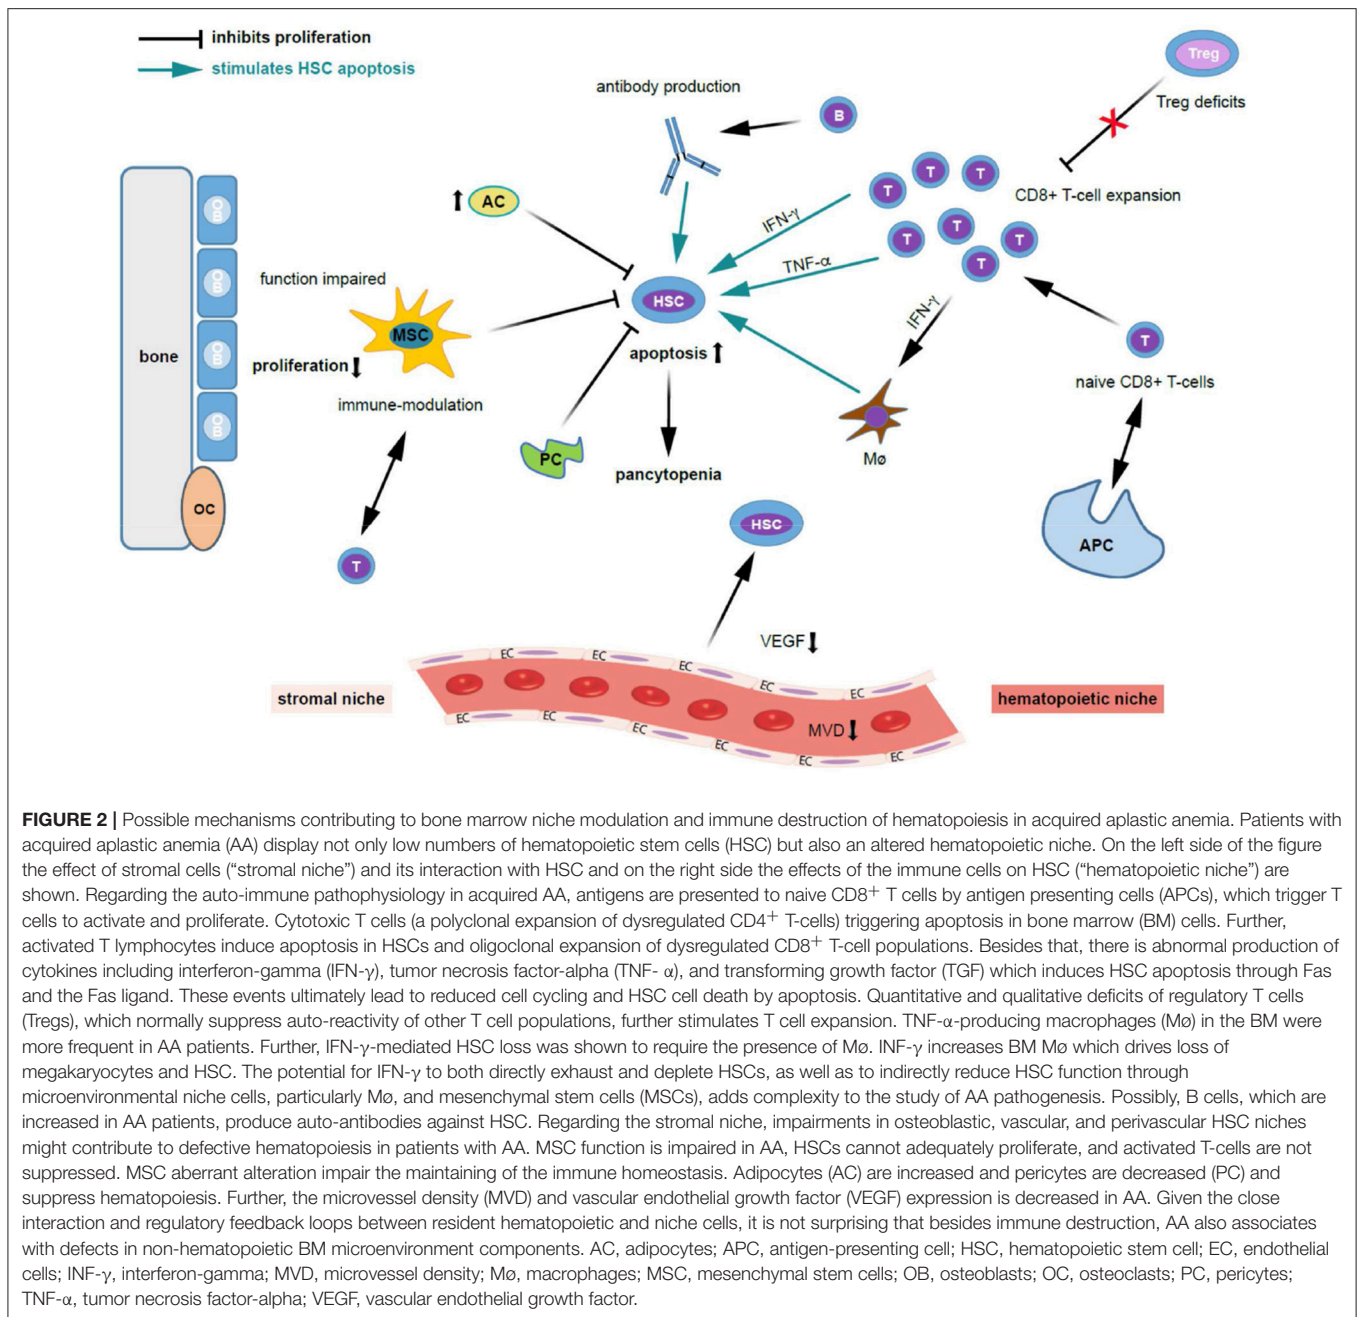 inhibits proliferation
stimulates HSC apoptosis
Treg
Treg deficits
antibody production
B
T
T
T
CD8+ T-cell expansion
AC
T
T
T
T
IFN-γ
TNF-α
IFN-γ
OB
OB
OB
OB
bone
OC
function impaired
MSC
proliferation
immune-modulation
T
HSC
apoptosis
pancytopenia
PC
Mø
T
naive CD8+ T-cells
APC
HSC
VEGF
EC
EC
EC
EC
EC
stromal niche
hematopoietic niche
MVD
EC
EC
EC
EC
EC
EC
FIGURE 2 | Possible mechanisms contributing to bone marrow niche modulation and immune destruction of hematopoiesis in acquired aplastic anemia. Patients with
acquired aplastic anemia (AA) display not only low numbers of hematopoietic stem cells (HSC) but also an altered hematopoietic niche. On the left side of the figure
the effect of stromal cells (“stromal niche”) and its interaction with HSC and on the right side the effects of the immune cells on HSC (“hematopoietic niche”) are
shown. Regarding the auto-immune pathophysiology in acquired AA, antigens are presented to naive CD8+ T cells by antigen presenting cells (APCs), which trigger T
cells to activate and proliferate. Cytotoxic T cells (a polyclonal expansion of dysregulated CD4+ T-cells) triggering apoptosis in bone marrow (BM) cells. Further,
activated T lymphocytes induce apoptosis in HSCs and oligoclonal expansion of dysregulated CD8+ T-cell populations. Besides that, there is abnormal production of
cytokines including interferon-gamma (IFN-γ), tumor necrosis factor-alpha (TNF- α), and transforming growth factor (TGF) which induces HSC apoptosis through Fas
and the Fas ligand. These events ultimately lead to reduced cell cycling and HSC cell death by apoptosis. Quantitative and qualitative deficits of regulatory T cells
(Tregs), which normally suppress auto-reactivity of other T cell populations, further stimulates T cell expansion. TNF-α-producing macrophages (Mø) in the BM were
more frequent in AA patients. Further, IFN-γ-mediated HSC loss was shown to require the presence of Mø. INF-γ increases BM Mø which drives loss of
megakaryocytes and HSC. The potential for IFN-γ to both directly exhaust and deplete HSCs, as well as to indirectly reduce HSC function through
microenvironmental niche cells, particularly Mø, and mesenchymal stem cells (MSCs), adds complexity to the study of AA pathogenesis. Possibly, B cells, which are
increased in AA patients, produce auto-antibodies against HSC. Regarding the stromal niche, impairments in osteoblastic, vascular, and perivascular HSC niches
might contribute to defective hematopoiesis in patients with AA. MSC function is impaired in AA, HSCs cannot adequately proliferate, and activated T-cells are not
suppressed. MSC aberrant alteration impair the maintaining of the immune homeostasis. Adipocytes (AC) are increased and pericytes are decreased (PC) and
suppress hematopoiesis. Further, the microvessel density (MVD) and vascular endothelial growth factor (VEGF) expression is decreased in AA. Given the close
interaction and regulatory feedback loops between resident hematopoietic and niche cells, it is not surprising that besides immune destruction, AA also associates
with defects in non-hematopoietic BM microenvironment components. AC, adipocytes; APC, antigen-presenting cell; HSC, hematopoietic stem cell; EC, endothelial
cells; INF-γ, interferon-gamma; MVD, microvessel density; Mø, macrophages; MSC, mesenchymal stem cells; OB, osteoblasts; OC, osteoclasts; PC, pericytes;
TNF-α, tumor necrosis factor-alpha; VEGF, vascular endothelial growth factor.